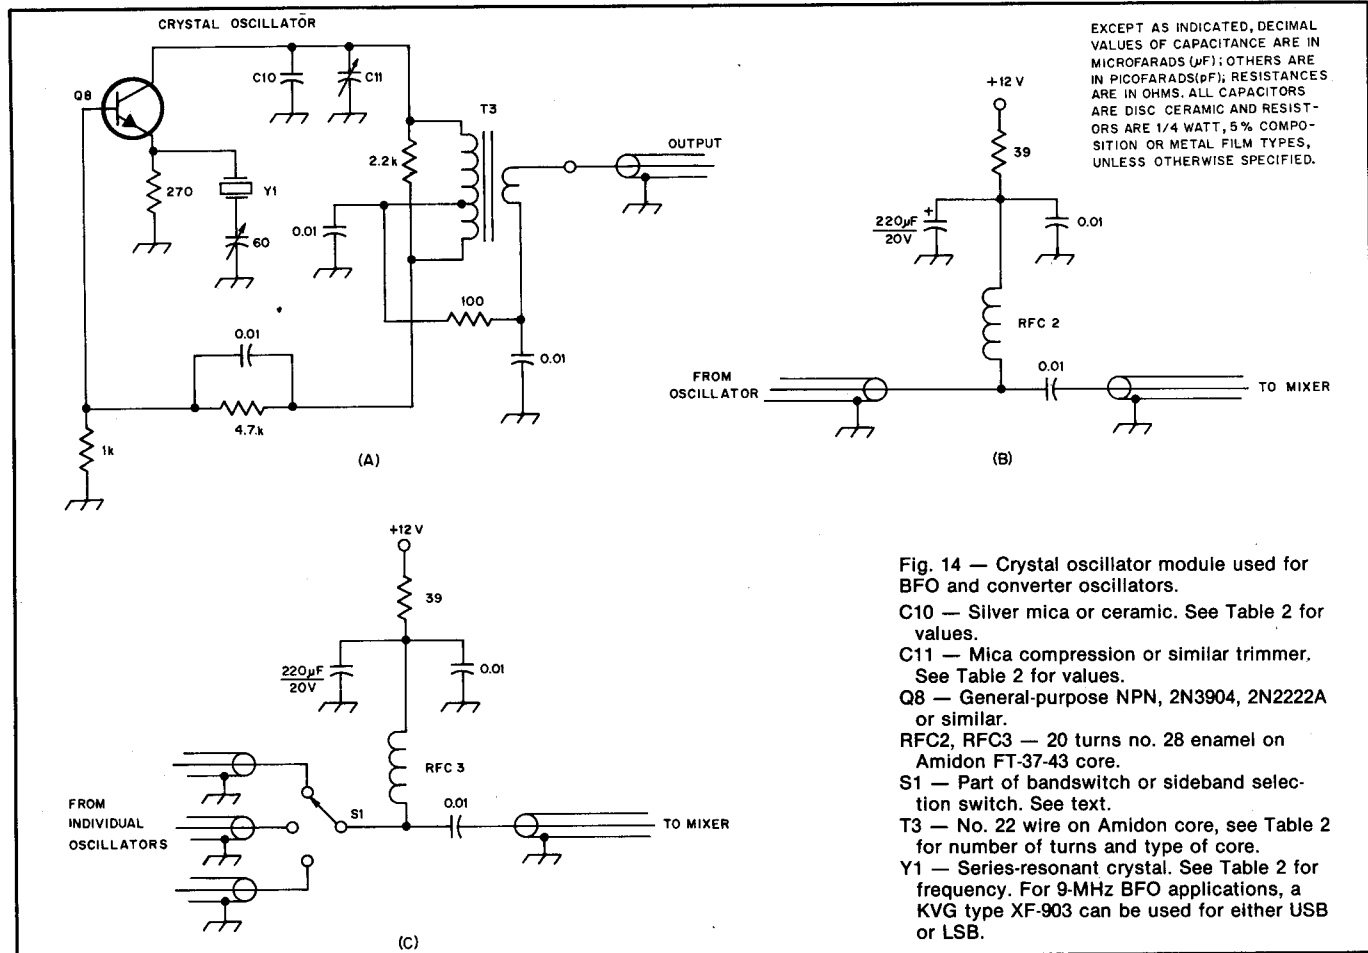 CRYSTAL OSCILLATOR
Q8
C10
C11
T3
OUTPUT
2.2k
270
Y1
60
0.01
100
0.01
0.01
4.7k
1k
(A)
EXCEPT AS INDICATED, DECIMAL
VALUES OF CAPACITANCE ARE IN
MICROFARADS (µF); OTHERS ARE
IN PICOFARADS(pF); RESISTANCES
ARE IN OHMS. ALL CAPACITORS
ARE DISC CERAMIC AND RESIST-
ORS ARE 1/4 WATT, 5% COMPO-
SITION OR METAL FILM TYPES,
UNLESS OTHERWISE SPECIFIED.
+12 V
39
+
220µF
20V
0.01
RFC 2
0.01
FROM
OSCILLATOR
TO MIXER
(B)
+12 V
39
220µF
20V
0.01
RFC 3
0.01
S1
FROM
INDIVIDUAL
OSCILLATORS
TO MIXER
(C)
Fig. 14 — Crystal oscillator module used for
BFO and converter oscillators.
C10 — Silver mica or ceramic. See Table 2 for
values.
C11 — Mica compression or similar trimmer.
See Table 2 for values.
Q8 — General-purpose NPN, 2N3904, 2N2222A
or similar.
RFC2, RFC3 — 20 turns no. 28 enamel on
Amidon FT-37-43 core.
S1 — Part of bandswitch or sideband selec-
tion switch. See text.
T3 — No. 22 wire on Amidon core, see Table 2
for number of turns and type of core.
Y1 — Series-resonant crystal. See Table 2 for
frequency. For 9-MHz BFO applications, a
KVG type XF-903 can be used for either USB
or LSB.